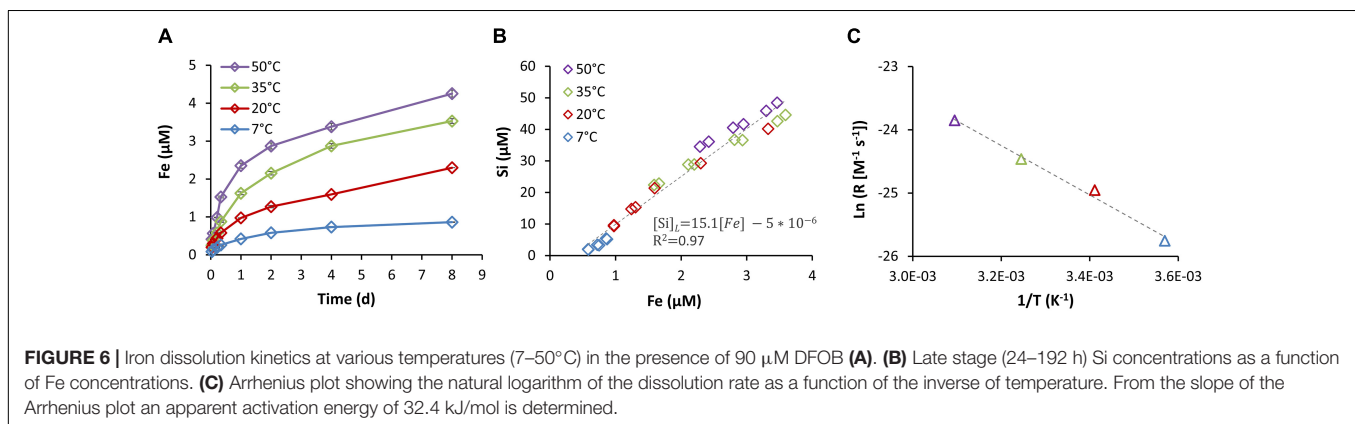 A
B
C
5
4
3
2
1
0
0 1 2 3 4 5 6 7 8 9
Fe (µM)
Time (d)
50°C
35°C
20°C
7°C
60
50
40
30
20
10
0
0 1 2 3 4
Si (µM)
Fe (µM)
50°C
35°C
20°C
7°C
[Si]L=15.1[Fe] − 5 * 10⁻⁶
R²=0.97
-23
-24
-25
-26
3.0E-03 3.2E-03 3.4E-03 3.6E-03
Ln (R [M⁻¹ s⁻¹])
1/T (K⁻¹)
FIGURE 6 | Iron dissolution kinetics at various temperatures (7–50°C) in the presence of 90 µM DFOB (A). (B) Late stage (24–192 h) Si concentrations as a function
of Fe concentrations. (C) Arrhenius plot showing the natural logarithm of the dissolution rate as a function of the inverse of temperature. From the slope of the
Arrhenius plot an apparent activation energy of 32.4 kJ/mol is determined.